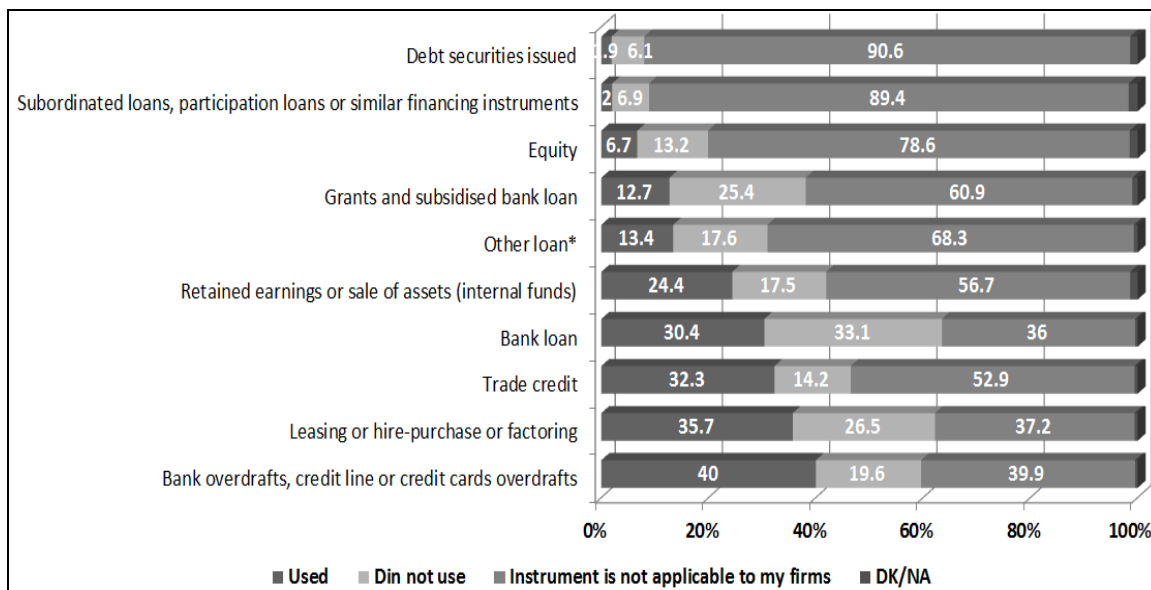 Debt securities issued 1.9 6.1 90.6
Subordinated loans, participation loans or similar financing instruments 2 6.9 89.4
Equity 6.7 13.2 78.6
Grants and subsidised bank loan 12.7 25.4 60.9
Other loan* 13.4 17.6 68.3
Retained earnings or sale of assets (internal funds) 24.4 17.5 56.7
Bank loan 30.4 33.1 36
Trade credit 32.3 14.2 52.9
Leasing or hire-purchase or factoring 35.7 26.5 37.2
Bank overdrafts, credit line or credit cards overdrafts 40 19.6 39.9
0% 20% 40% 60% 80% 100%
Used Din not use Instrument is not applicable to my firms DK/NA